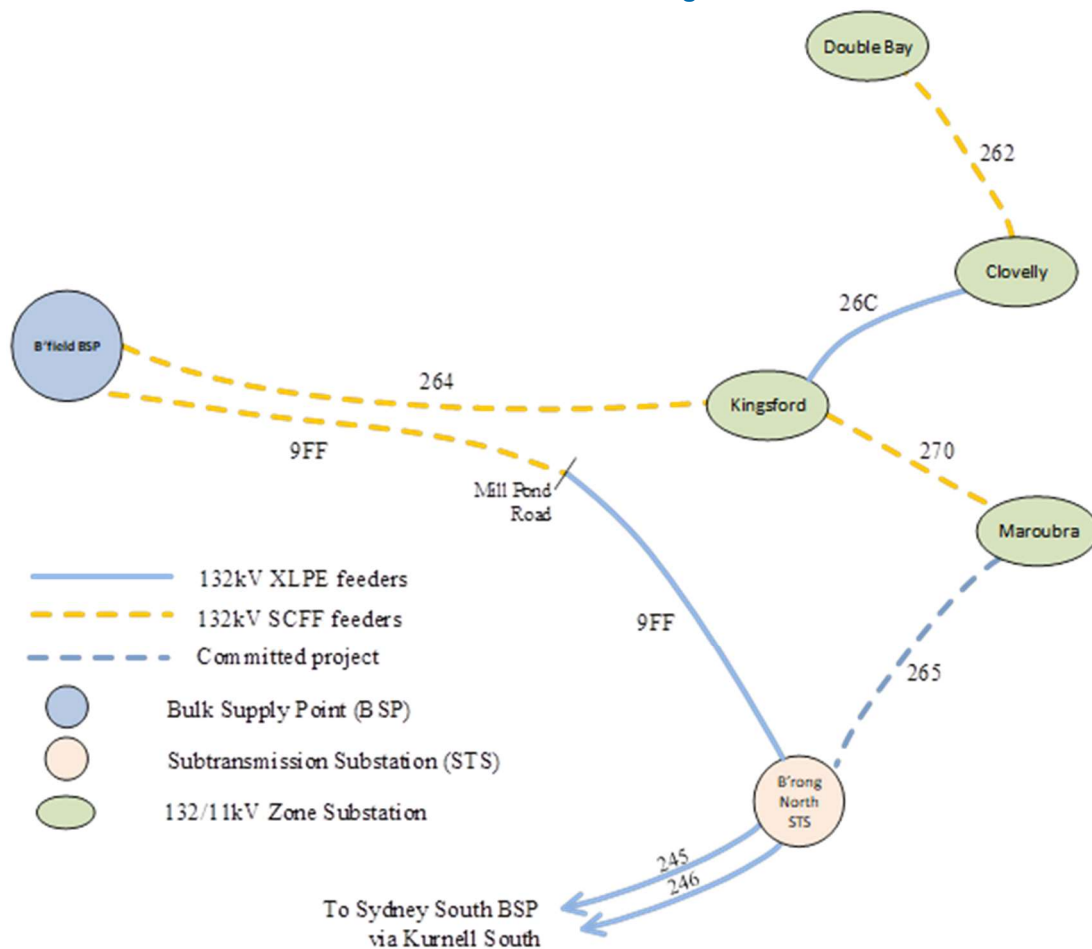 Double Bay
262
Clovelly
26C
B'field BSP
264
Kingsford
9FF
270
Mill Pond
Road
Maroubra
132kV XLPE feeders
132kV SCFF feeders
9FF
Committed project
265
Bulk Supply Point (BSP)
Subtransmission Substation (STS)
B'rong
North
STS
132/11kV Zone Substation
245
246
To Sydney South BSP
via Kurnell South